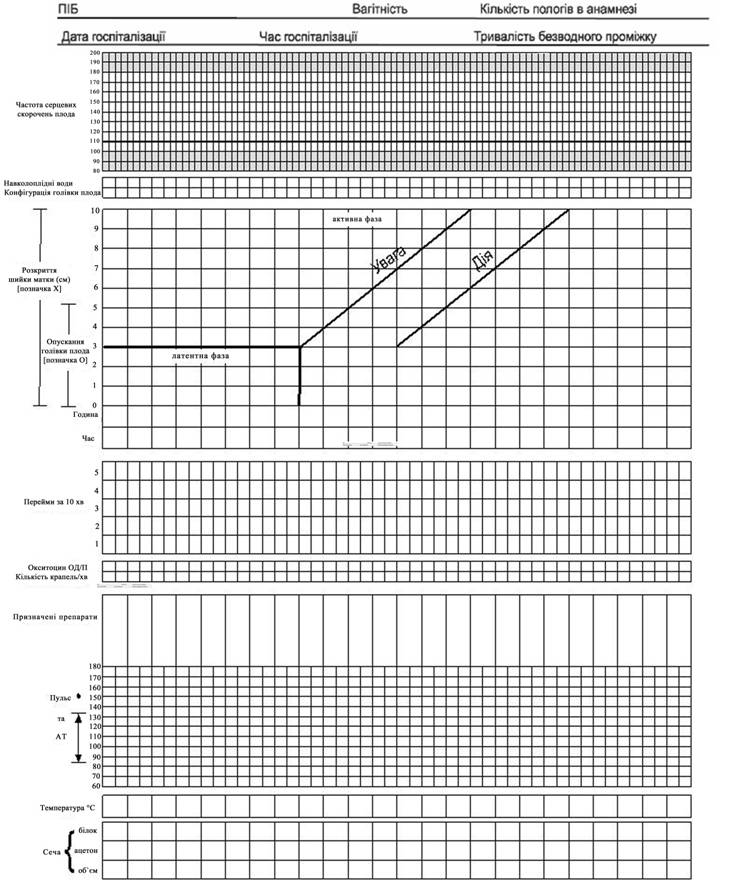 ПІБ Вагітність Кількість пологів в анамнезі
Дата госпіталізації Час госпіталізації Тривалість безводного проміжку
Частота серцевих
скорочень плода
200
190
180
170
160
150
140
130
120
110
100
90
80
Навколоплідні води
Конфігурація голівки плода
10
9
8
7
6
5
4
3
2
1
0
активна фаза
Увага
Дія
латентна фаза
Розкриття
шийки матки (см)
[позначка X]
Опускання
голівки плода
[позначка O]
Година
Час
Перейми за 10 хв
5
4
3
2
1
Окситоцин ОД/Л
Кількість крапель/хв
Призначені препарати
180
170
160
150
140
130
120
110
100
90
80
70
60
Пульс
та
АТ
Температура °C
Сеча
білок
ацетон
об'єм